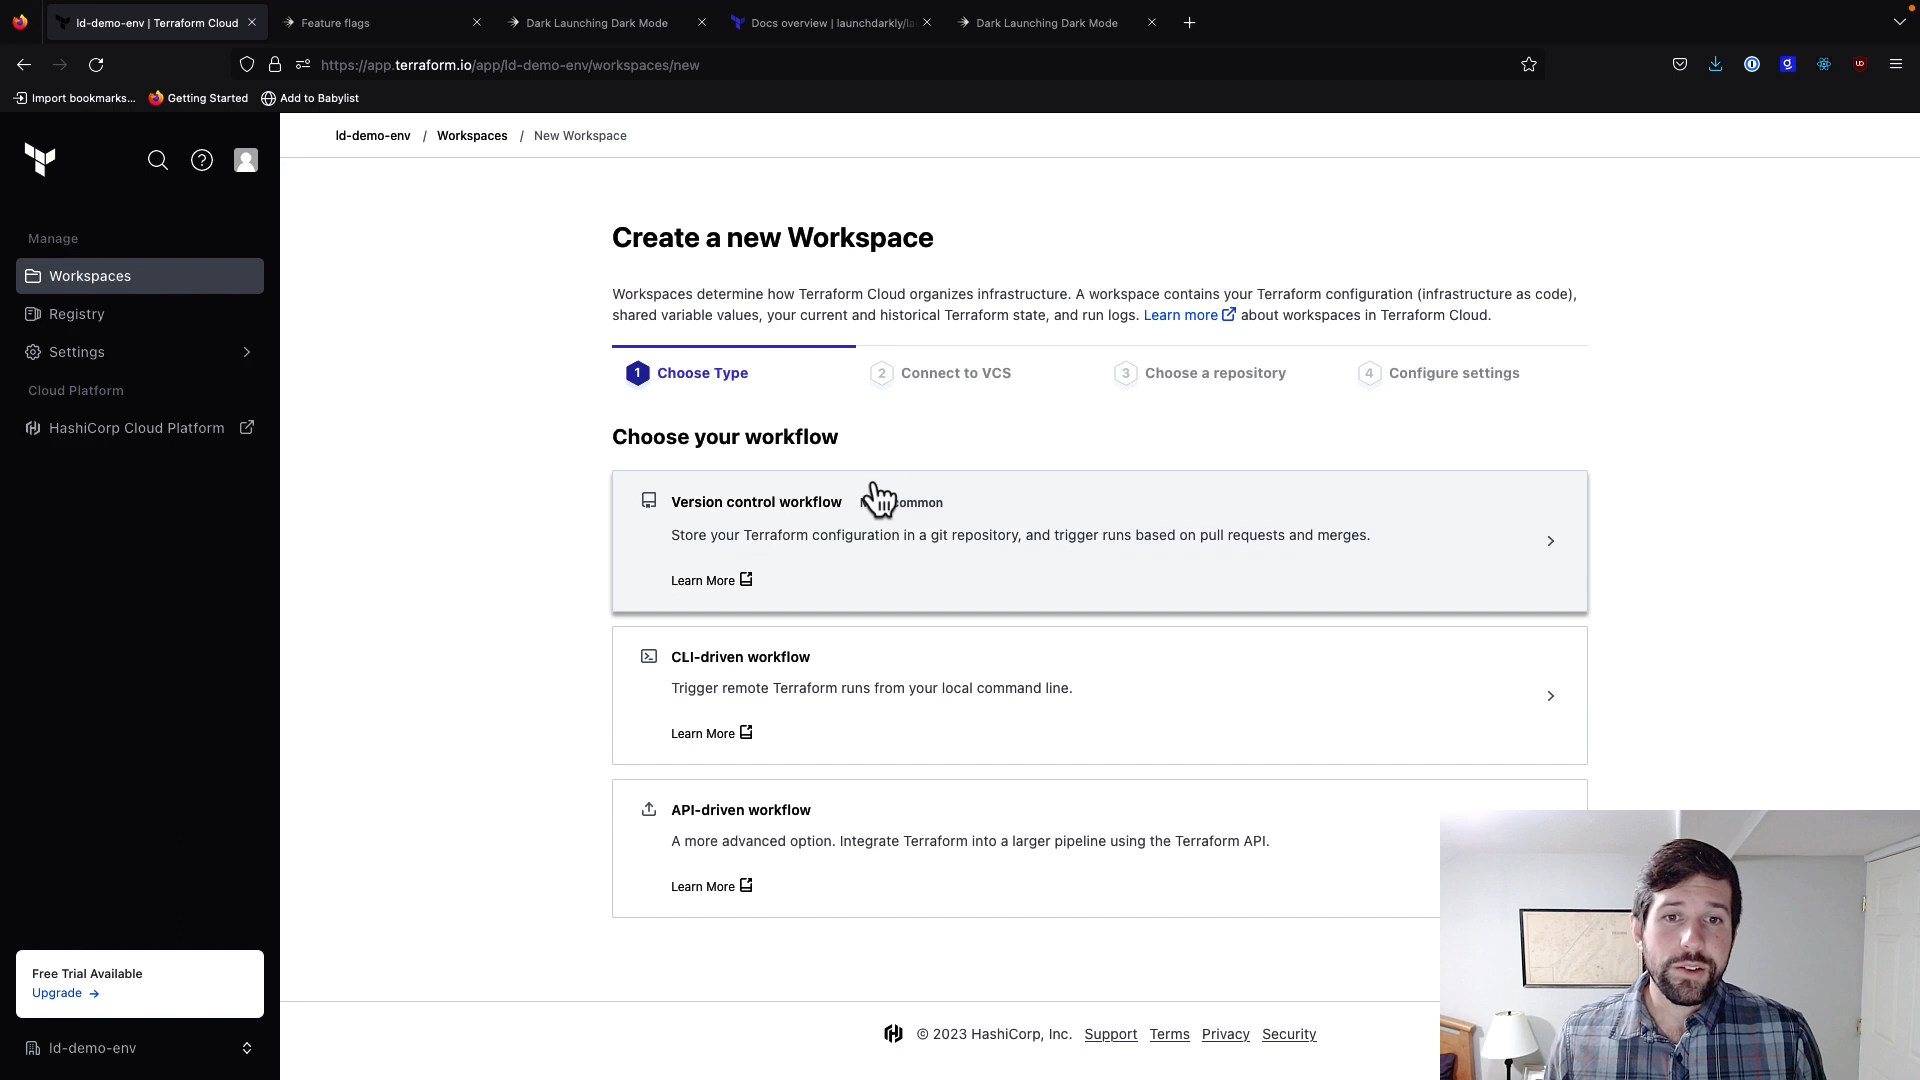 ld-demo-env | Terraform Cloud
Feature flags
Dark Launching Dark Mode
Docs overview | launchdarkly/la
Dark Launching Dark Mode
https://app.terraform.io/app/ld-demo-env/workspaces/new
Import bookmarks...
Getting Started
Add to Babylist
ld-demo-env / Workspaces / New Workspace
Manage
Workspaces
Registry
Settings
Cloud Platform
HashiCorp Cloud Platform
Free Trial Available
Upgrade →
ld-demo-env
Create a new Workspace
Workspaces determine how Terraform Cloud organizes infrastructure. A workspace contains your Terraform configuration (infrastructure as code),
shared variable values, your current and historical Terraform state, and run logs. Learn more about workspaces in Terraform Cloud.
1 Choose Type
2 Connect to VCS
3 Choose a repository
4 Configure settings
Choose your workflow
Version control workflow common
Store your Terraform configuration in a git repository, and trigger runs based on pull requests and merges.
Learn More
CLI-driven workflow
Trigger remote Terraform runs from your local command line.
Learn More
API-driven workflow
A more advanced option. Integrate Terraform into a larger pipeline using the Terraform API.
Learn More
© 2023 HashiCorp, Inc. Support Terms Privacy Security